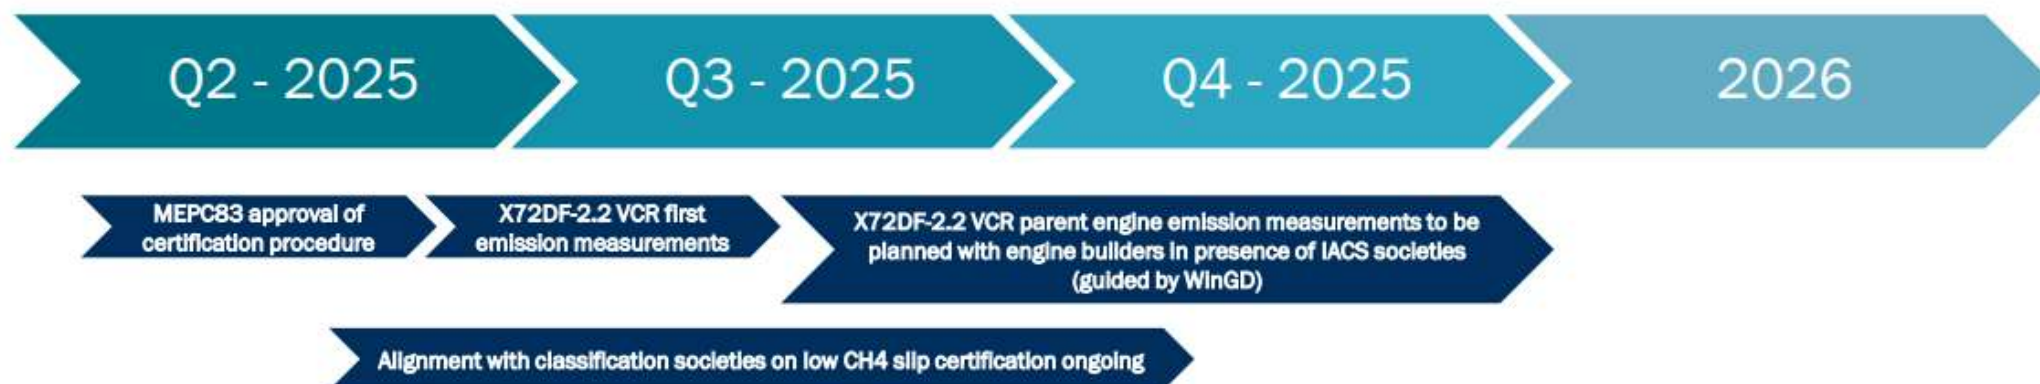 Q2 - 2025
Q3 - 2025
Q4 - 2025
2026
MEPC83 approval of
certification procedure
X72DF-2.2 VCR first
emission measurements
X72DF-2.2 VCR parent engine emission measurements to be
planned with engine builders in presence of IACS societies
(guided by WinGD)
Alignment with classification societies on low CH4 slip certification ongoing